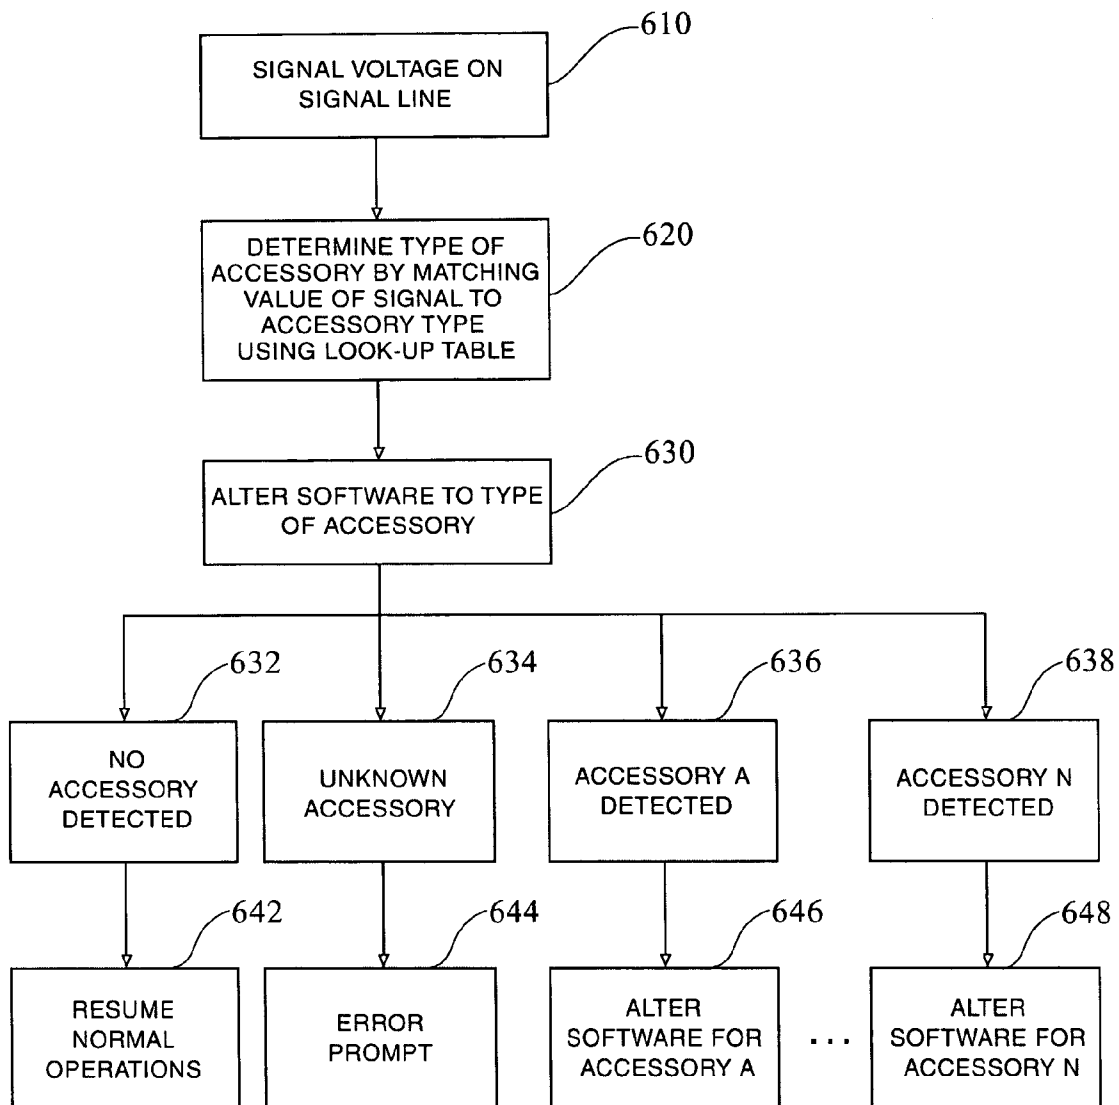 610
SIGNAL VOLTAGE ON
SIGNAL LINE
620
DETERMINE TYPE OF
ACCESSORY BY MATCHING
VALUE OF SIGNAL TO
ACCESSORY TYPE
USING LOOK-UP TABLE
630
ALTER SOFTWARE TO TYPE
OF ACCESSORY
632
634
636
638
NO
ACCESSORY
DETECTED
UNKNOWN
ACCESSORY
ACCESSORY A
DETECTED
ACCESSORY N
DETECTED
642
644
646
648
RESUME
NORMAL
OPERATIONS
ERROR
PROMPT
ALTER
SOFTWARE FOR
ACCESSORY A
...
ALTER
SOFTWARE FOR
ACCESSORY N